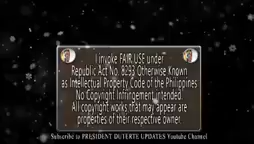 I invoke FAIR USE under
Republic Act No. 8293 Otherwise Known
as Intellectual Property Code of the Philippines
No Copyright Infringement intended.
All copyright works that may appear are
properties of their respective owner
Subscribe to PRESIDENT DUTERTE UPDATES Youtube Channel